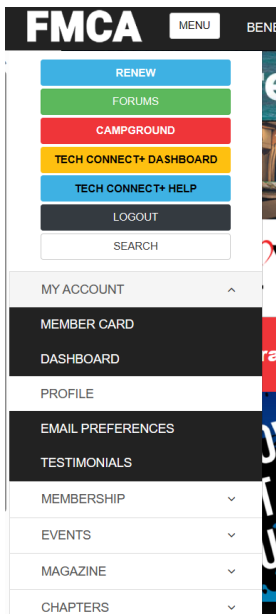 FMCA
MENU
RENEW
FORUMS
CAMPGROUND
TECH CONNECT+ DASHBOARD
TECH CONNECT+ HELP
LOGOUT
SEARCH
MY ACCOUNT
MEMBER CARD
DASHBOARD
PROFILE
EMAIL PREFERENCES
TESTIMONIALS
MEMBERSHIP
EVENTS
MAGAZINE
CHAPTERS